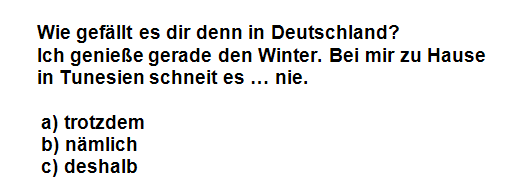 Wie gefällt es dir denn in Deutschland?
Ich genieße gerade den Winter. Bei mir zu Hause
in Tunesien schneit es … nie.
a) trotzdem
b) nämlich
c) deshalb